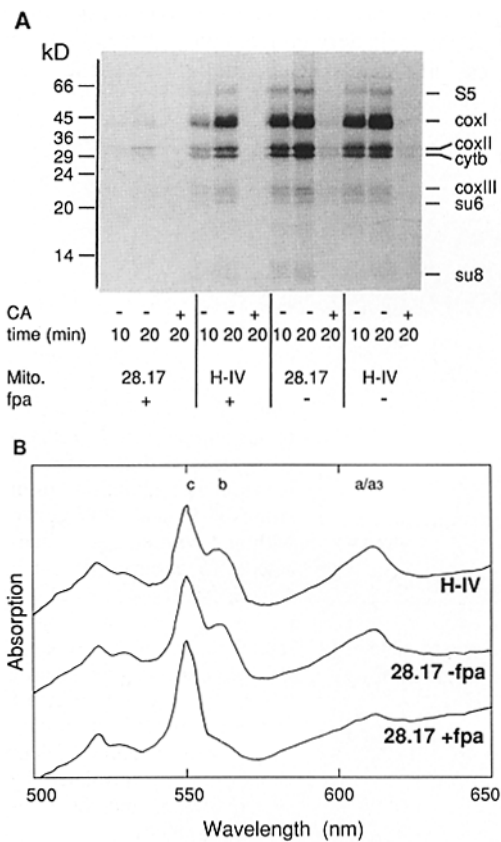 A
kD
66
45
36
29
24
20
14
S5
coxI
coxII
cytb
coxIII
su6
su8
CA - - + - - + - - + - - +
time (min) 10 20 20 10 20 20 10 20 20 10 20 20
Mito. 28.17 H-IV 28.17 H-IV
fpa + + - -
B
c b a/a3
H-IV
28.17 -fpa
28.17 +fpa
Absorption
500 550 600 650
Wavelength (nm)